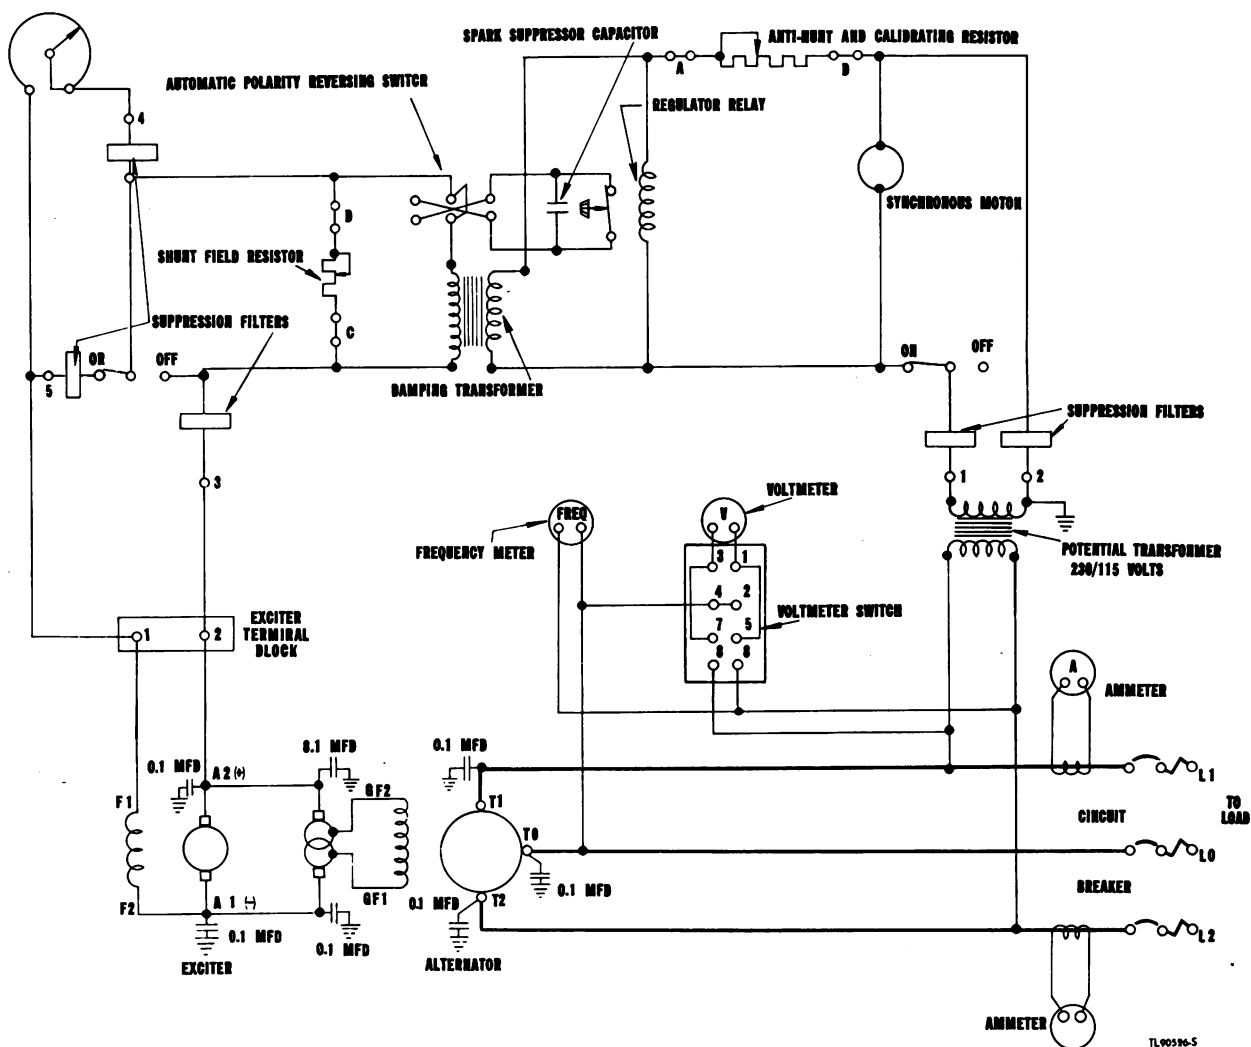 SPARK SUPPRESSOR CAPACITOR
ANTI-HUNT AND CALIBRATING RESISTOR
A
B
AUTOMATIC POLARITY REVERSING SWITCH
REGULATOR RELAY
4
SYNCHRONOUS MOTOR
D
SHUNT FIELD RESISTOR
SUPPRESSION FILTERS
C
ON
OFF
5
DAMPING TRANSFORMER
ON
OFF
SUPPRESSION FILTERS
3
1
2
VOLTMETER
FREQ
V
FREQUENCY METER
POTENTIAL TRANSFORMER
230/115 VOLTS
3 1
4 2
VOLTMETER SWITCH
7 5
8 8
EXCITER
TERMINAL
BLOCK
1
2
A
AMMETER
0.1 MFD
A2 (+)
8.1 MFD
0.1 MFD
F1
GF2
T1
L1
TO
LOAD
CIRCUIT
T0
L0
BREAKER
0.1 MFD
F2
GF1
0.1 MFD
T2
A 1 (-)
0.1 MFD
0.1 MFD
L2
EXCITER
ALTERNATOR
AMMETER
TL90526-S